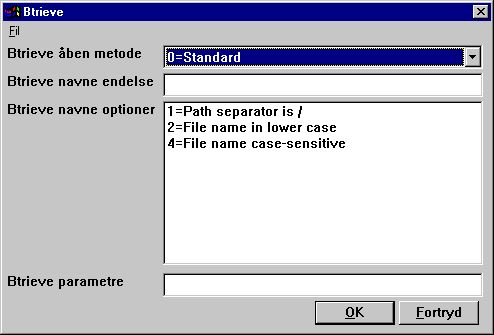 Btrieve
Fil
Btrieve åben metode
0=Standard
Btrieve navne endelse
Btrieve navne optioner
1=Path separator is /
2=File name in lower case
4=File name case-sensitive
Btrieve parametre
OK
Fortryd